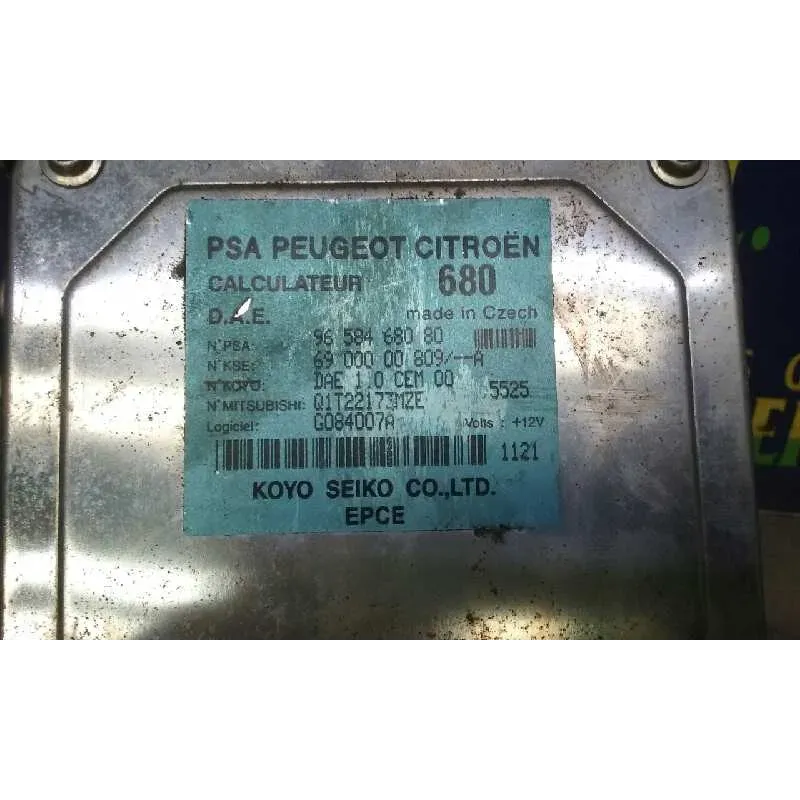 PSA PEUGEOT CITROËN
CALCULATEUR 680
D.A.E. made in Czech
N°PSA: 96 584 680 80
N°KSE: 69 000 00 809/--A
N°KOYO: DAE 1.0 CEM 00 5525
N°MITSUBISHI: Q1T22173MZE
Logiciel: G084007A Volts : +12V
1121
KOYO SEIKO CO.,LTD.
EPCE